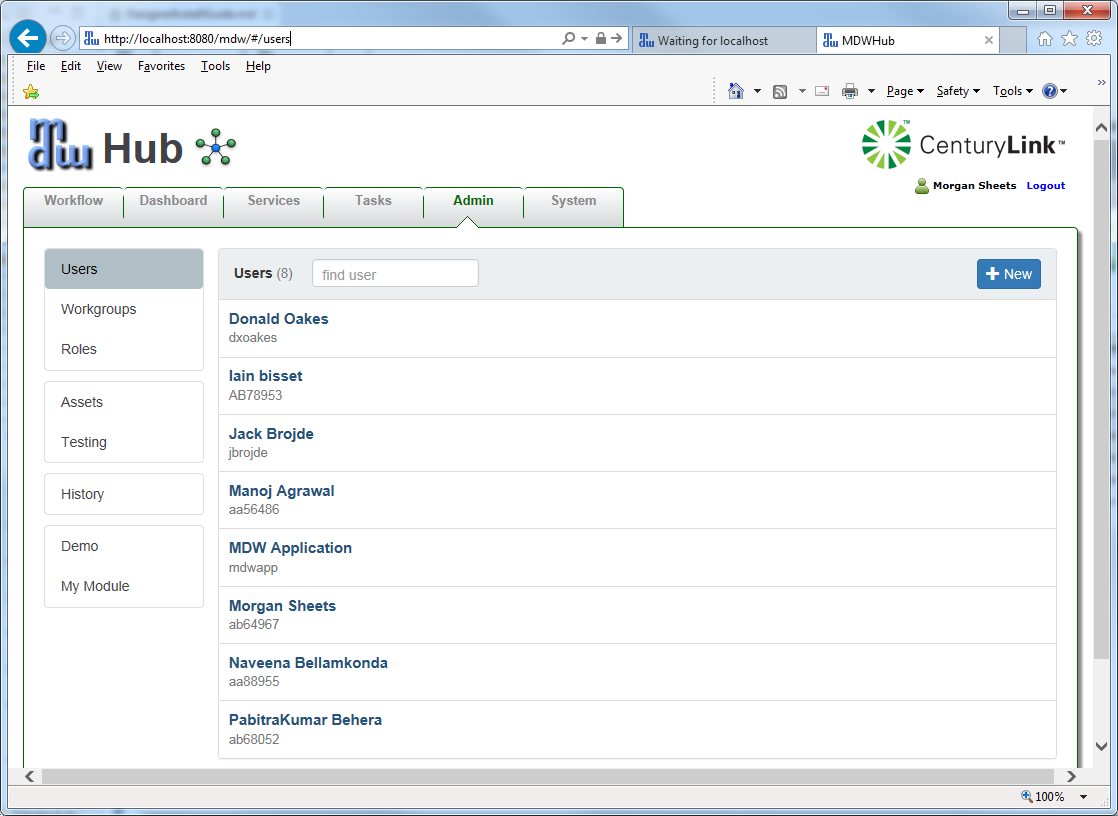 http://localhost:8080/mdw/#/users
Waiting for localhost
MDWHub
File Edit View Favorites Tools Help
Page Safety Tools
mdw Hub
CenturyLink™
Morgan Sheets Logout
Workflow Dashboard Services Tasks Admin System
Users
Workgroups
Roles
Assets
Testing
History
Demo
My Module
Users (8) find user New
Donald Oakes
dxoakes
Iain bisset
AB78953
Jack Brojde
jbrojde
Manoj Agrawal
aa56486
MDW Application
mdwapp
Morgan Sheets
ab64967
Naveena Bellamkonda
aa88955
PabitraKumar Behera
ab68052
100%